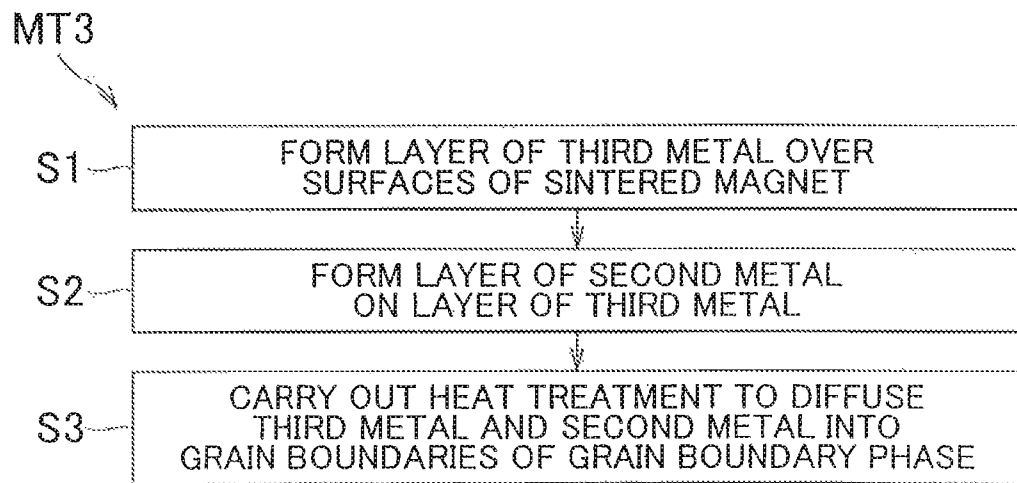 MT3
S1
FORM LAYER OF THIRD METAL OVER
SURFACES OF SINTERED MAGNET
S2
FORM LAYER OF SECOND METAL
ON LAYER OF THIRD METAL
S3
CARRY OUT HEAT TREATMENT TO DIFFUSE
THIRD METAL AND SECOND METAL INTO
GRAIN BOUNDARIES OF GRAIN BOUNDARY PHASE